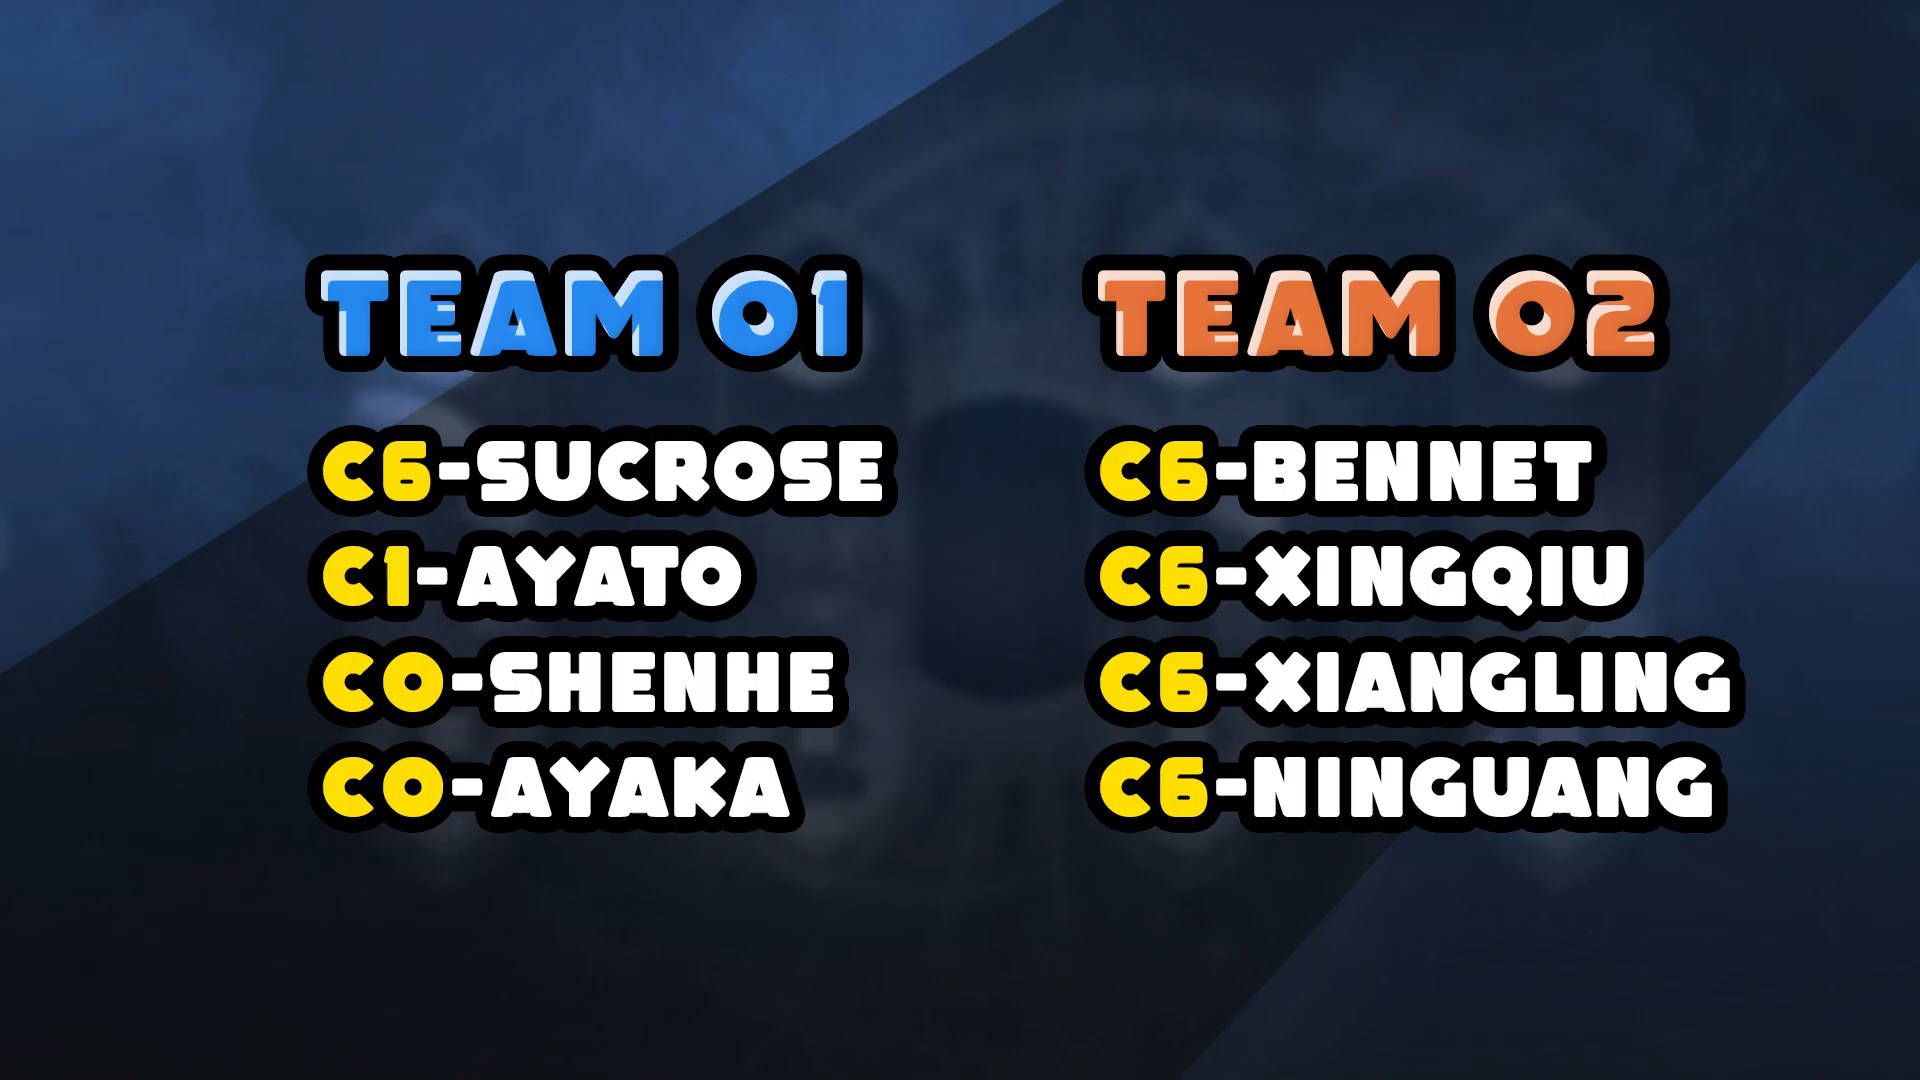 TEAM 01
C6-SUCROSE
C1-AYATO
C0-SHENHE
C0-AYAKA
TEAM 02
C6-BENNET
C6-XINGQIU
C6-XIANGLING
C6-NINGUANG